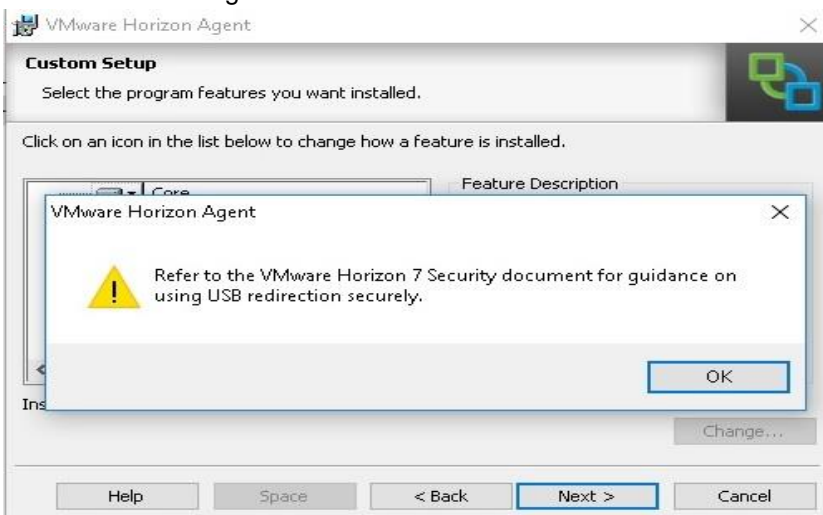 VMware Horizon Agent
Custom Setup
Select the program features you want installed.
Click on an icon in the list below to change how a feature is installed.
Core
Feature Description
VMware Horizon Agent
Refer to the VMware Horizon 7 Security document for guidance on
using USB redirection securely.
OK
Ins
Change...
Help Space < Back Next > Cancel